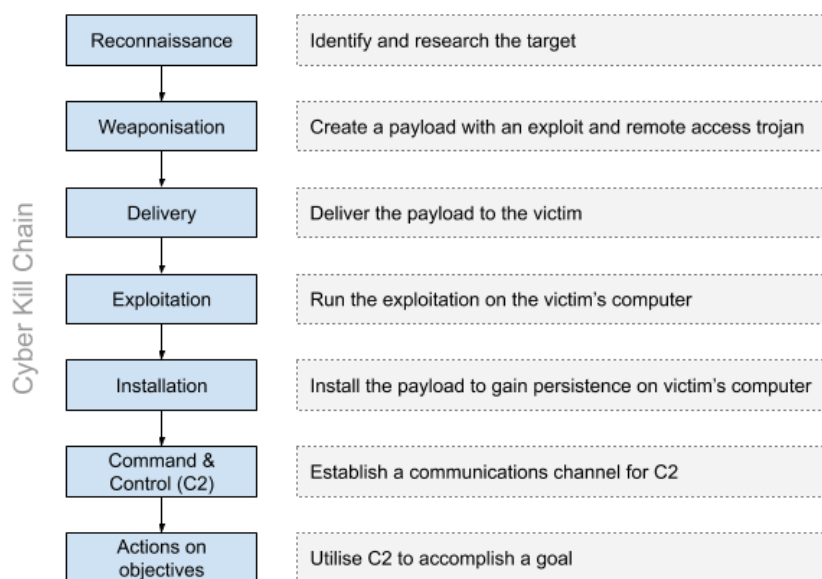 Cyber Kill Chain
Reconnaissance
Identify and research the target
Weaponisation
Create a payload with an exploit and remote access trojan
Delivery
Deliver the payload to the victim
Exploitation
Run the exploitation on the victim's computer
Installation
Install the payload to gain persistence on victim's computer
Command &
Control (C2)
Establish a communications channel for C2
Actions on
objectives
Utilise C2 to accomplish a goal